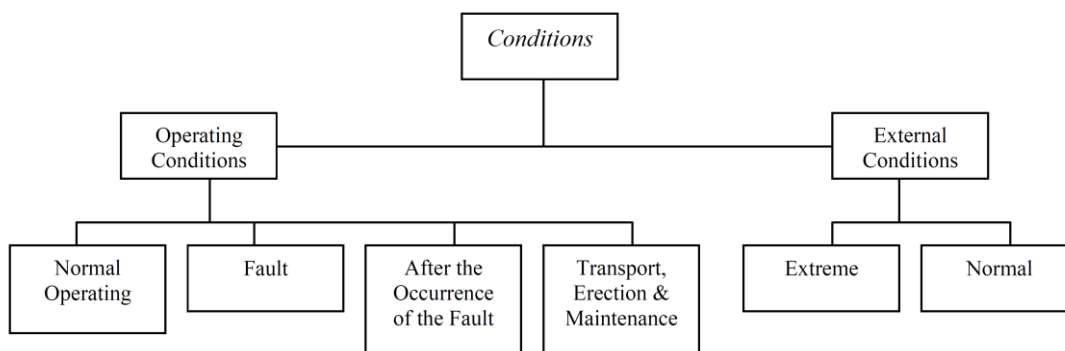 Conditions
Operating
Conditions
External
Conditions
Normal
Operating
Fault
After the
Occurrence
of the Fault
Transport,
Erection &
Maintenance
Extreme
Normal